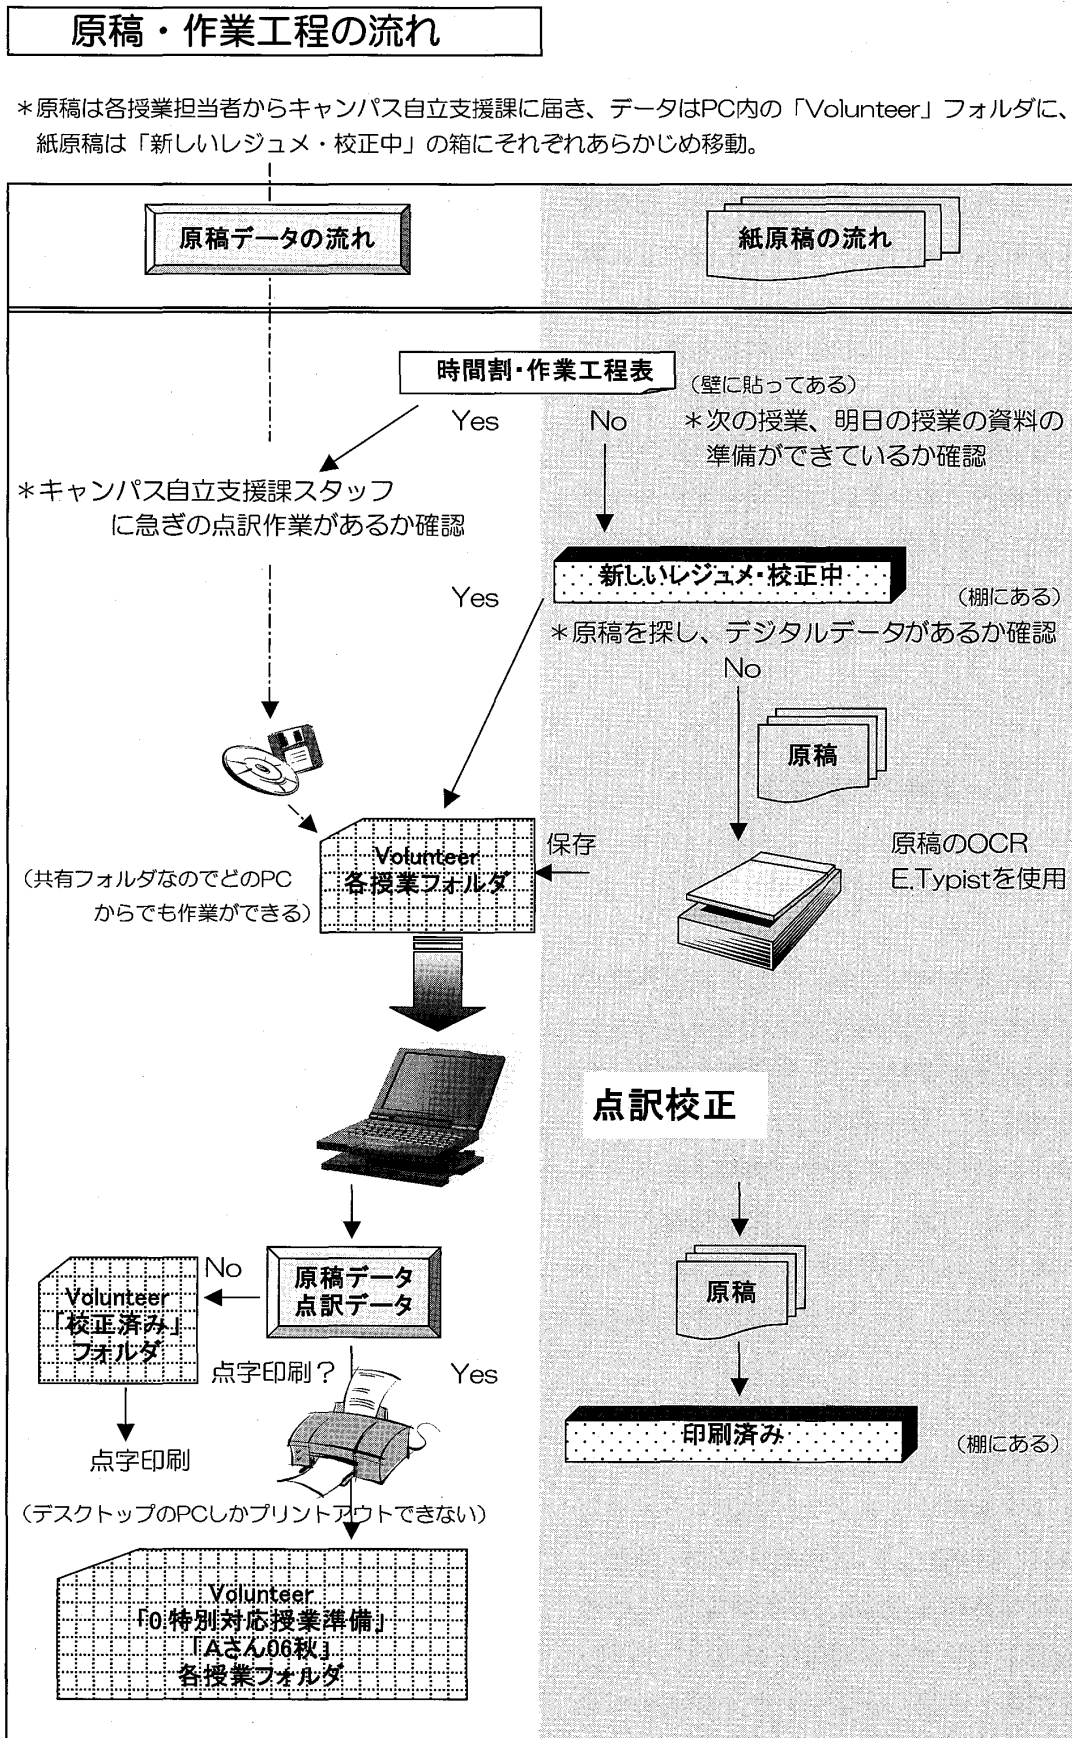 原稿・作業工程の流れ
＊原稿は各授業担当者からキャンパス自立支援課に届き、データはPC内の「Volunteer」フォルダに、
紙原稿は「新しいレジュメ・校正中」の箱にそれぞれあらかじめ移動。
原稿データの流れ
紙原稿の流れ
時間割・作業工程表
（壁に貼ってある）
Yes
No
＊次の授業、明日の授業の資料の
準備ができているか確認
＊キャンパス自立支援課スタッフ
に急ぎの点訳作業があるか確認
新しいレジュメ・校正中
（棚にある）
Yes
＊原稿を探し、デジタルデータがあるか確認
No
原稿
Volunteer
各授業フォルダ
保存
原稿のOCR
E.Typistを使用
（共有フォルダなのでどのPC
からでも作業ができる）
点訳校正
原稿データ
点訳データ
No
Volunteer
「校正済み」
フォルダ
原稿
点字印刷？
Yes
点字印刷
印刷済み
（棚にある）
（デスクトップのPCしかプリントアウトできない）
Volunteer
「0.特別対応授業準備」
「Aさん06秋」
各授業フォルダ